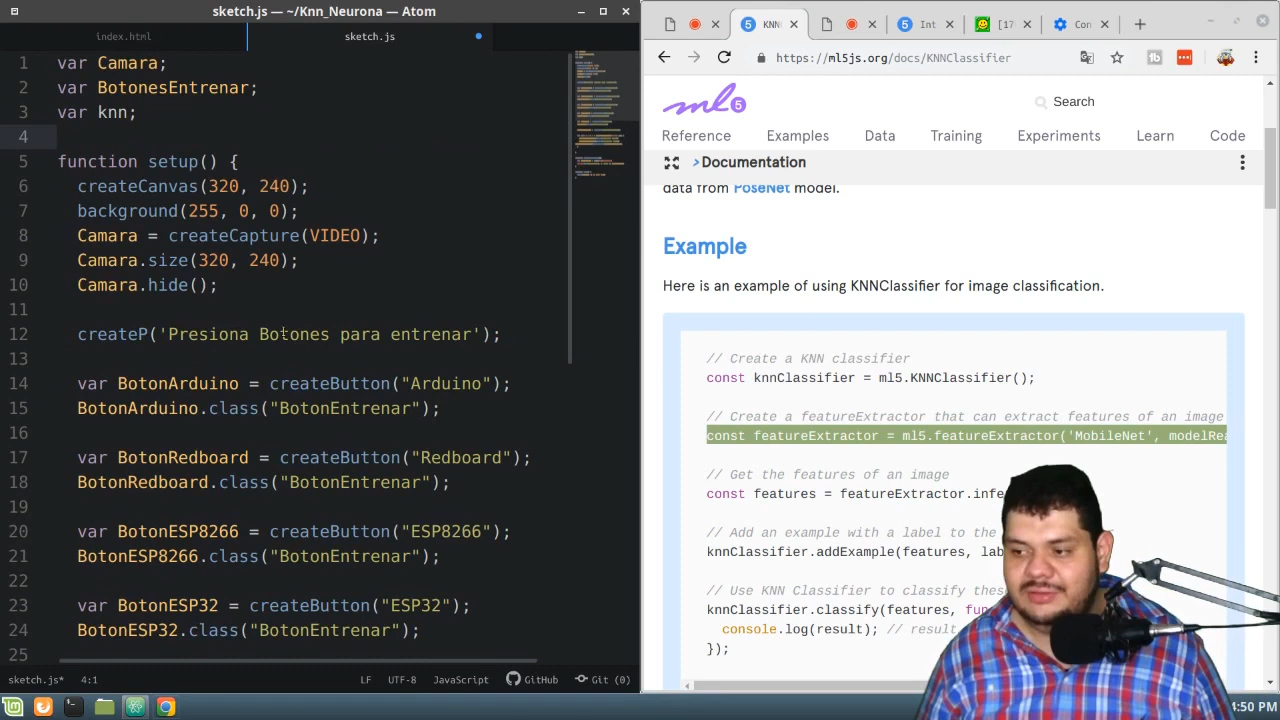 sketch.js — ~/Knn_Neurona — Atom
index.html
sketch.js
1 var Camara;
2 BotonesEntrenar;
3 knn;
4
5 function setup() {
6 createCanvas(320, 240);
7 background(255, 0, 0);
8 Camara = createCapture(VIDEO);
9 Camara.size(320, 240);
10 Camara.hide();
11
12 createP('Presiona Botones para entrenar');
13
14 var BotonArduino = createButton("Arduino");
15 BotonArduino.class("BotonEntrenar");
16
17 var BotonRedboard = createButton("Redboard");
18 BotonRedboard.class("BotonEntrenar");
19
20 var BotonESP8266 = createButton("ESP8266");
21 BotonESP8266.class("BotonEntrenar");
22
23 var BotonESP32 = createButton("ESP32");
24 BotonESP32.class("BotonEntrenar");
25
sketch.js* 4:1 LF UTF-8 JavaScript GitHub Git (0)
KNN Int [17 Con
https://ml5js.org/docs/KNNClassifier
ml5
Search
Reference Examples Training Experiments Learn Code
> Documentation
data from PoseNet model.
Example
Here is an example of using KNNClassifier for image classification.
// Create a KNN classifier
const knnClassifier = ml5.KNNClassifier();
// Create a featureExtractor that can extract features of an image
const featureExtractor = ml5.featureExtractor('MobileNet', modelRea
// Get the features of an image
const features = featureExtractor.infe
// Add an example with a label to the
knnClassifier.addExample(features, lab
// Use KNN Classifier to classify these
knnClassifier.classify(features, fun
console.log(result); // result
});
4:50 PM